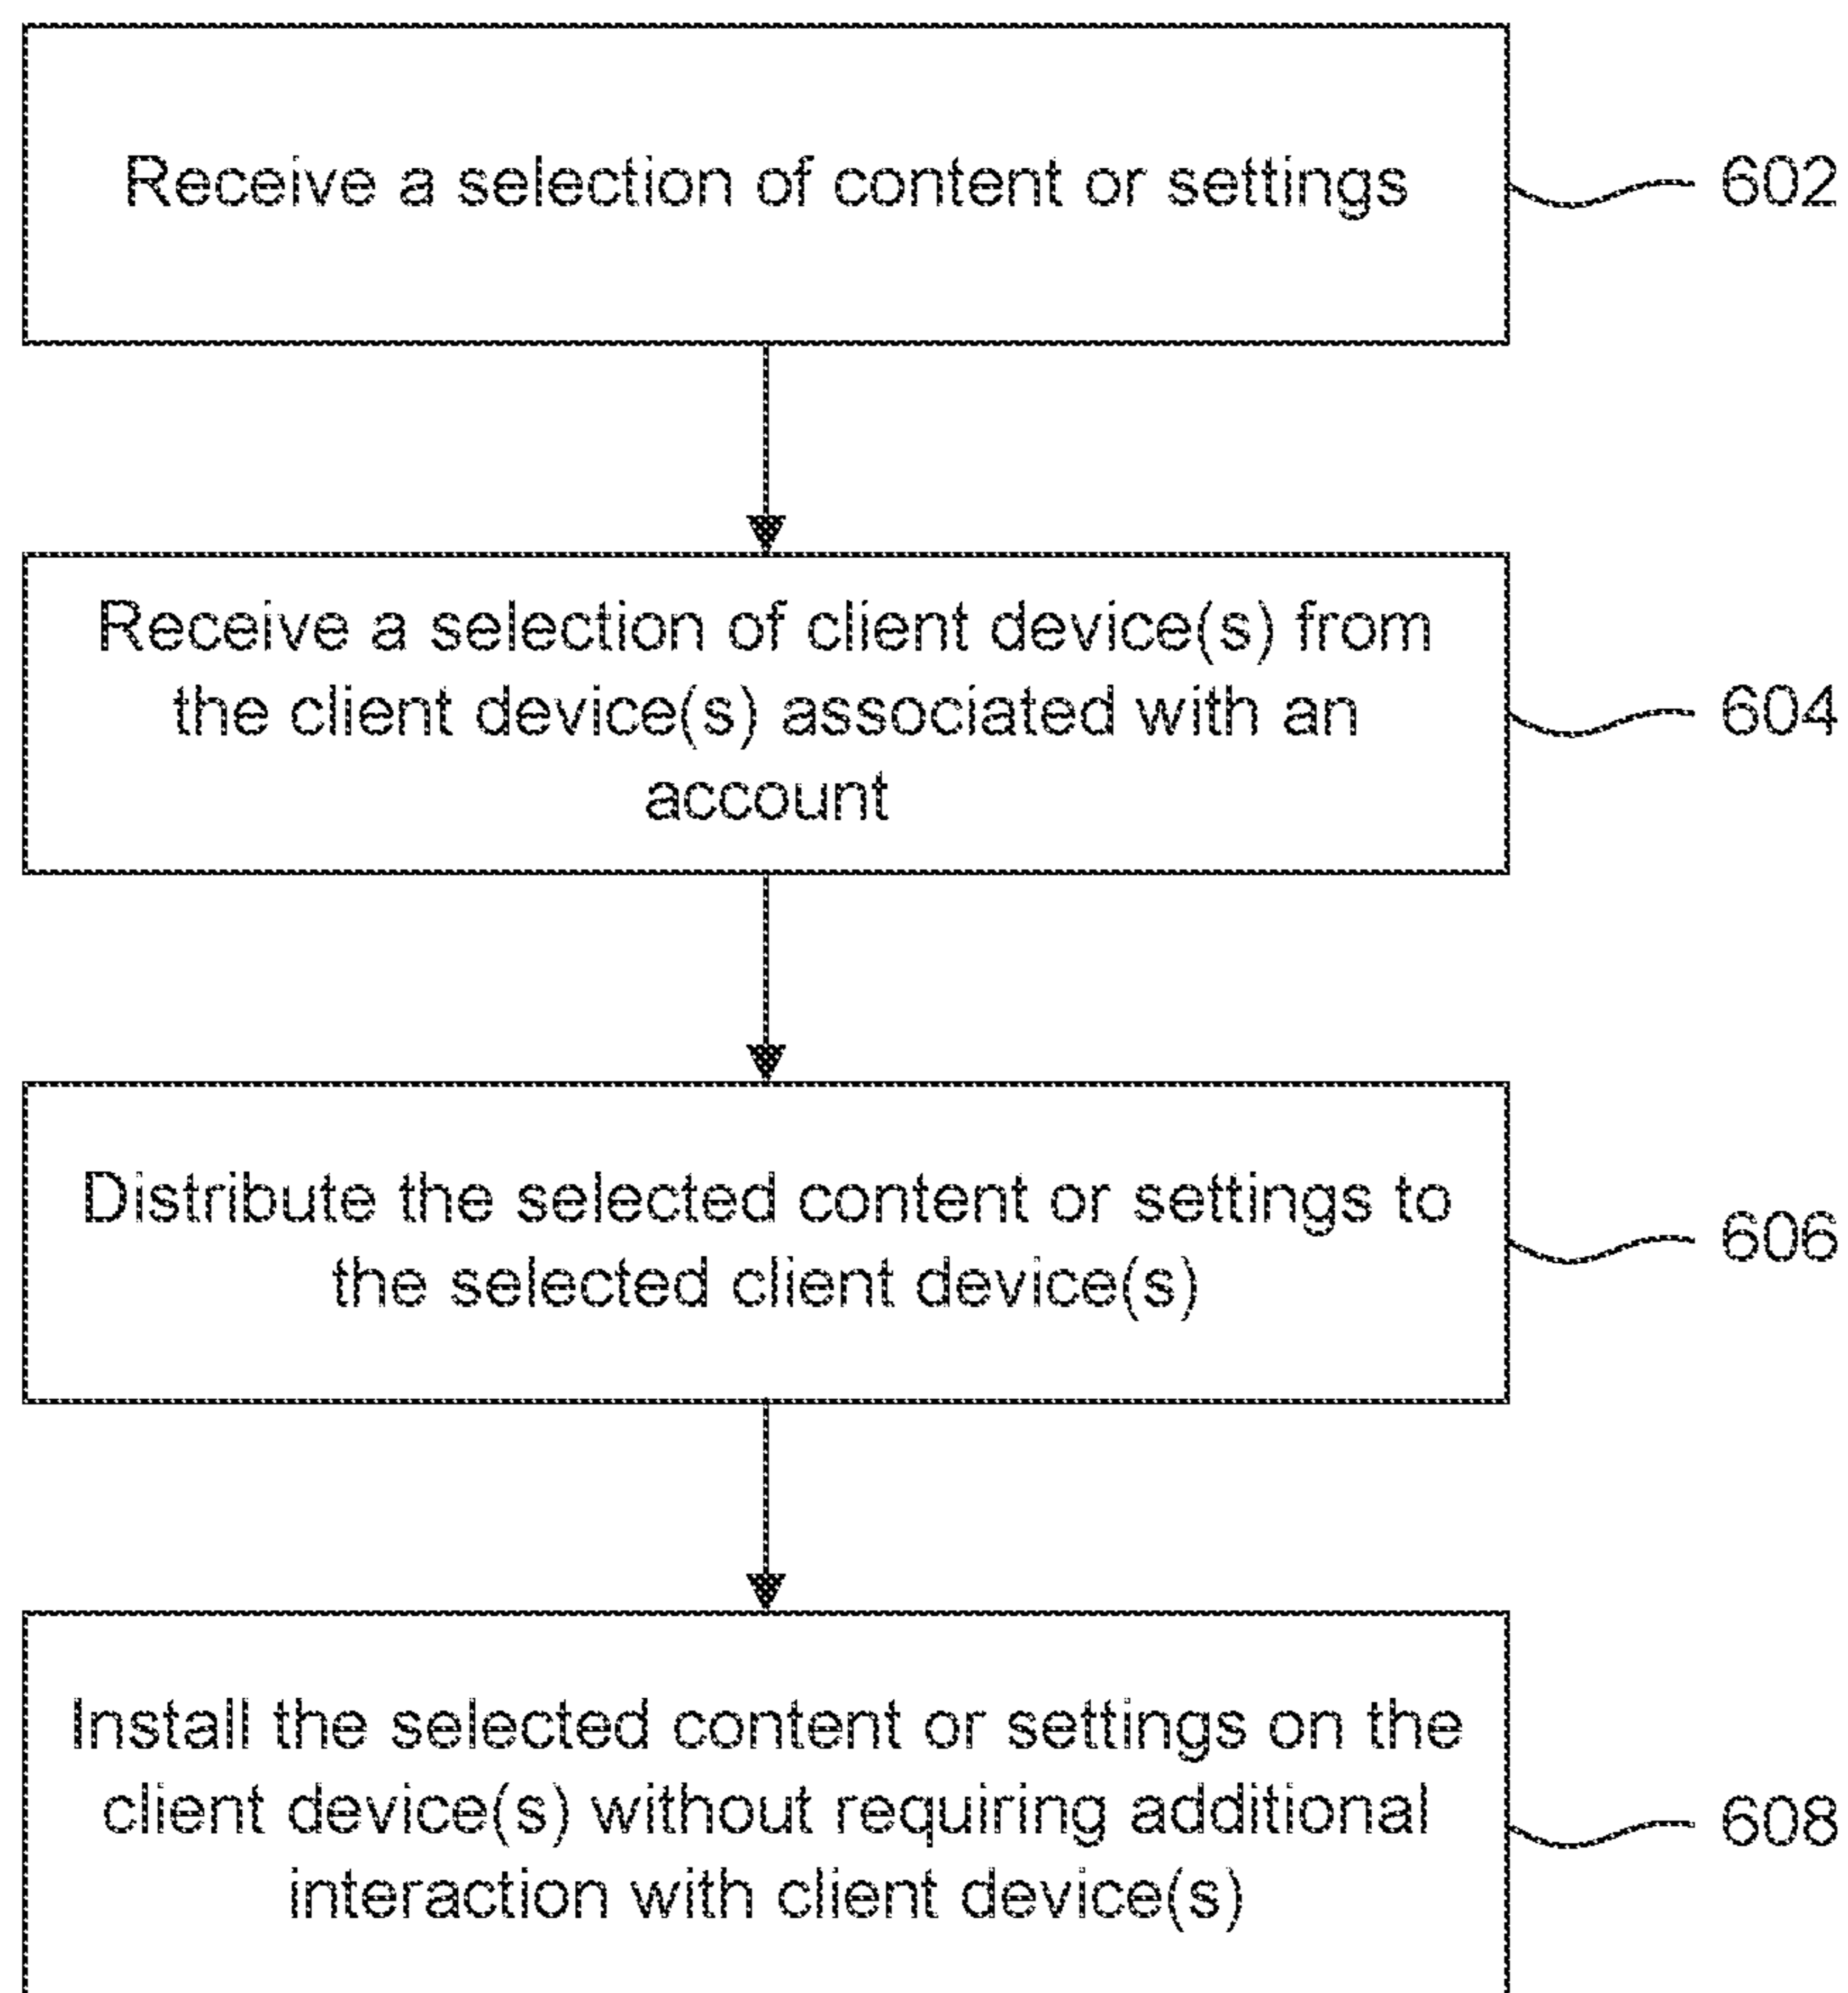 Receive a selection of content or settings
602
Receive a selection of client device(s) from
the client device(s) associated with an
account
604
Distribute the selected content or settings to
the selected client device(s)
606
Install the selected content or settings on the
client device(s) without requiring additional
interaction with client device(s)
608